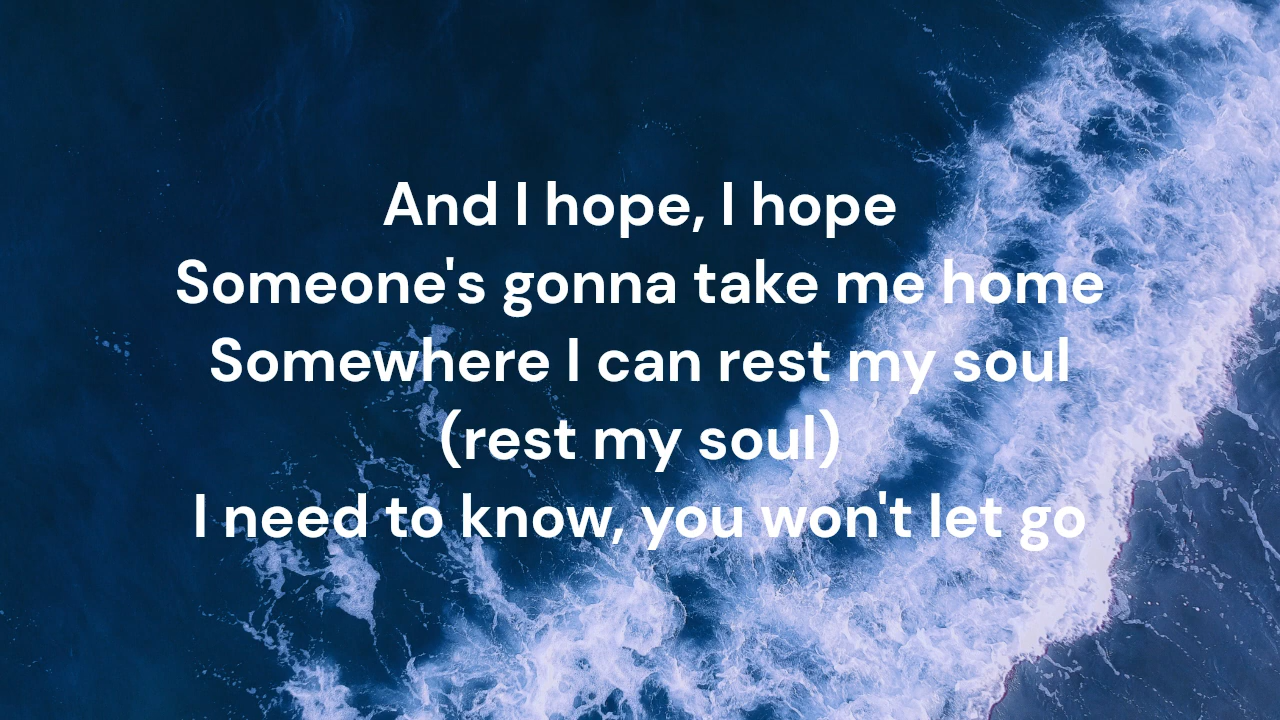 And I hope, I hope
Someone's gonna take me home
Somewhere I can rest my soul
(rest my soul)
I need to know, you won't let go